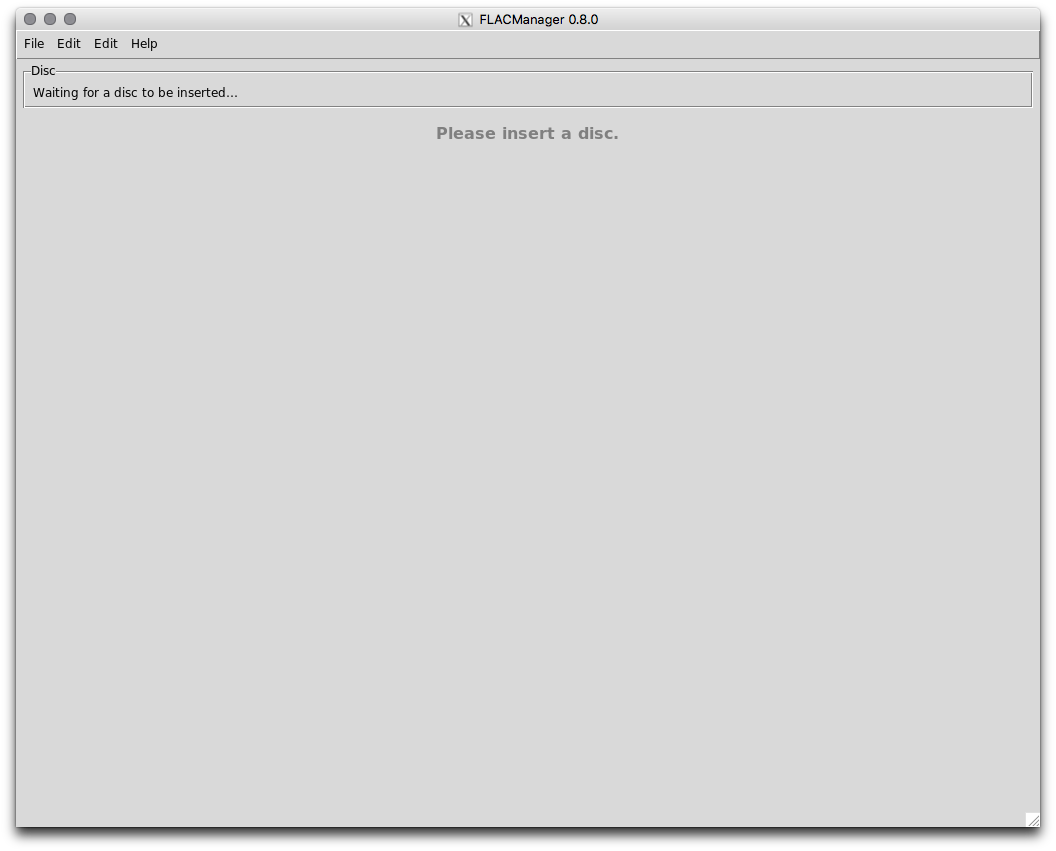 FLACManager 0.8.0
File Edit Edit Help
Disc
Waiting for a disc to be inserted...
Please insert a disc.